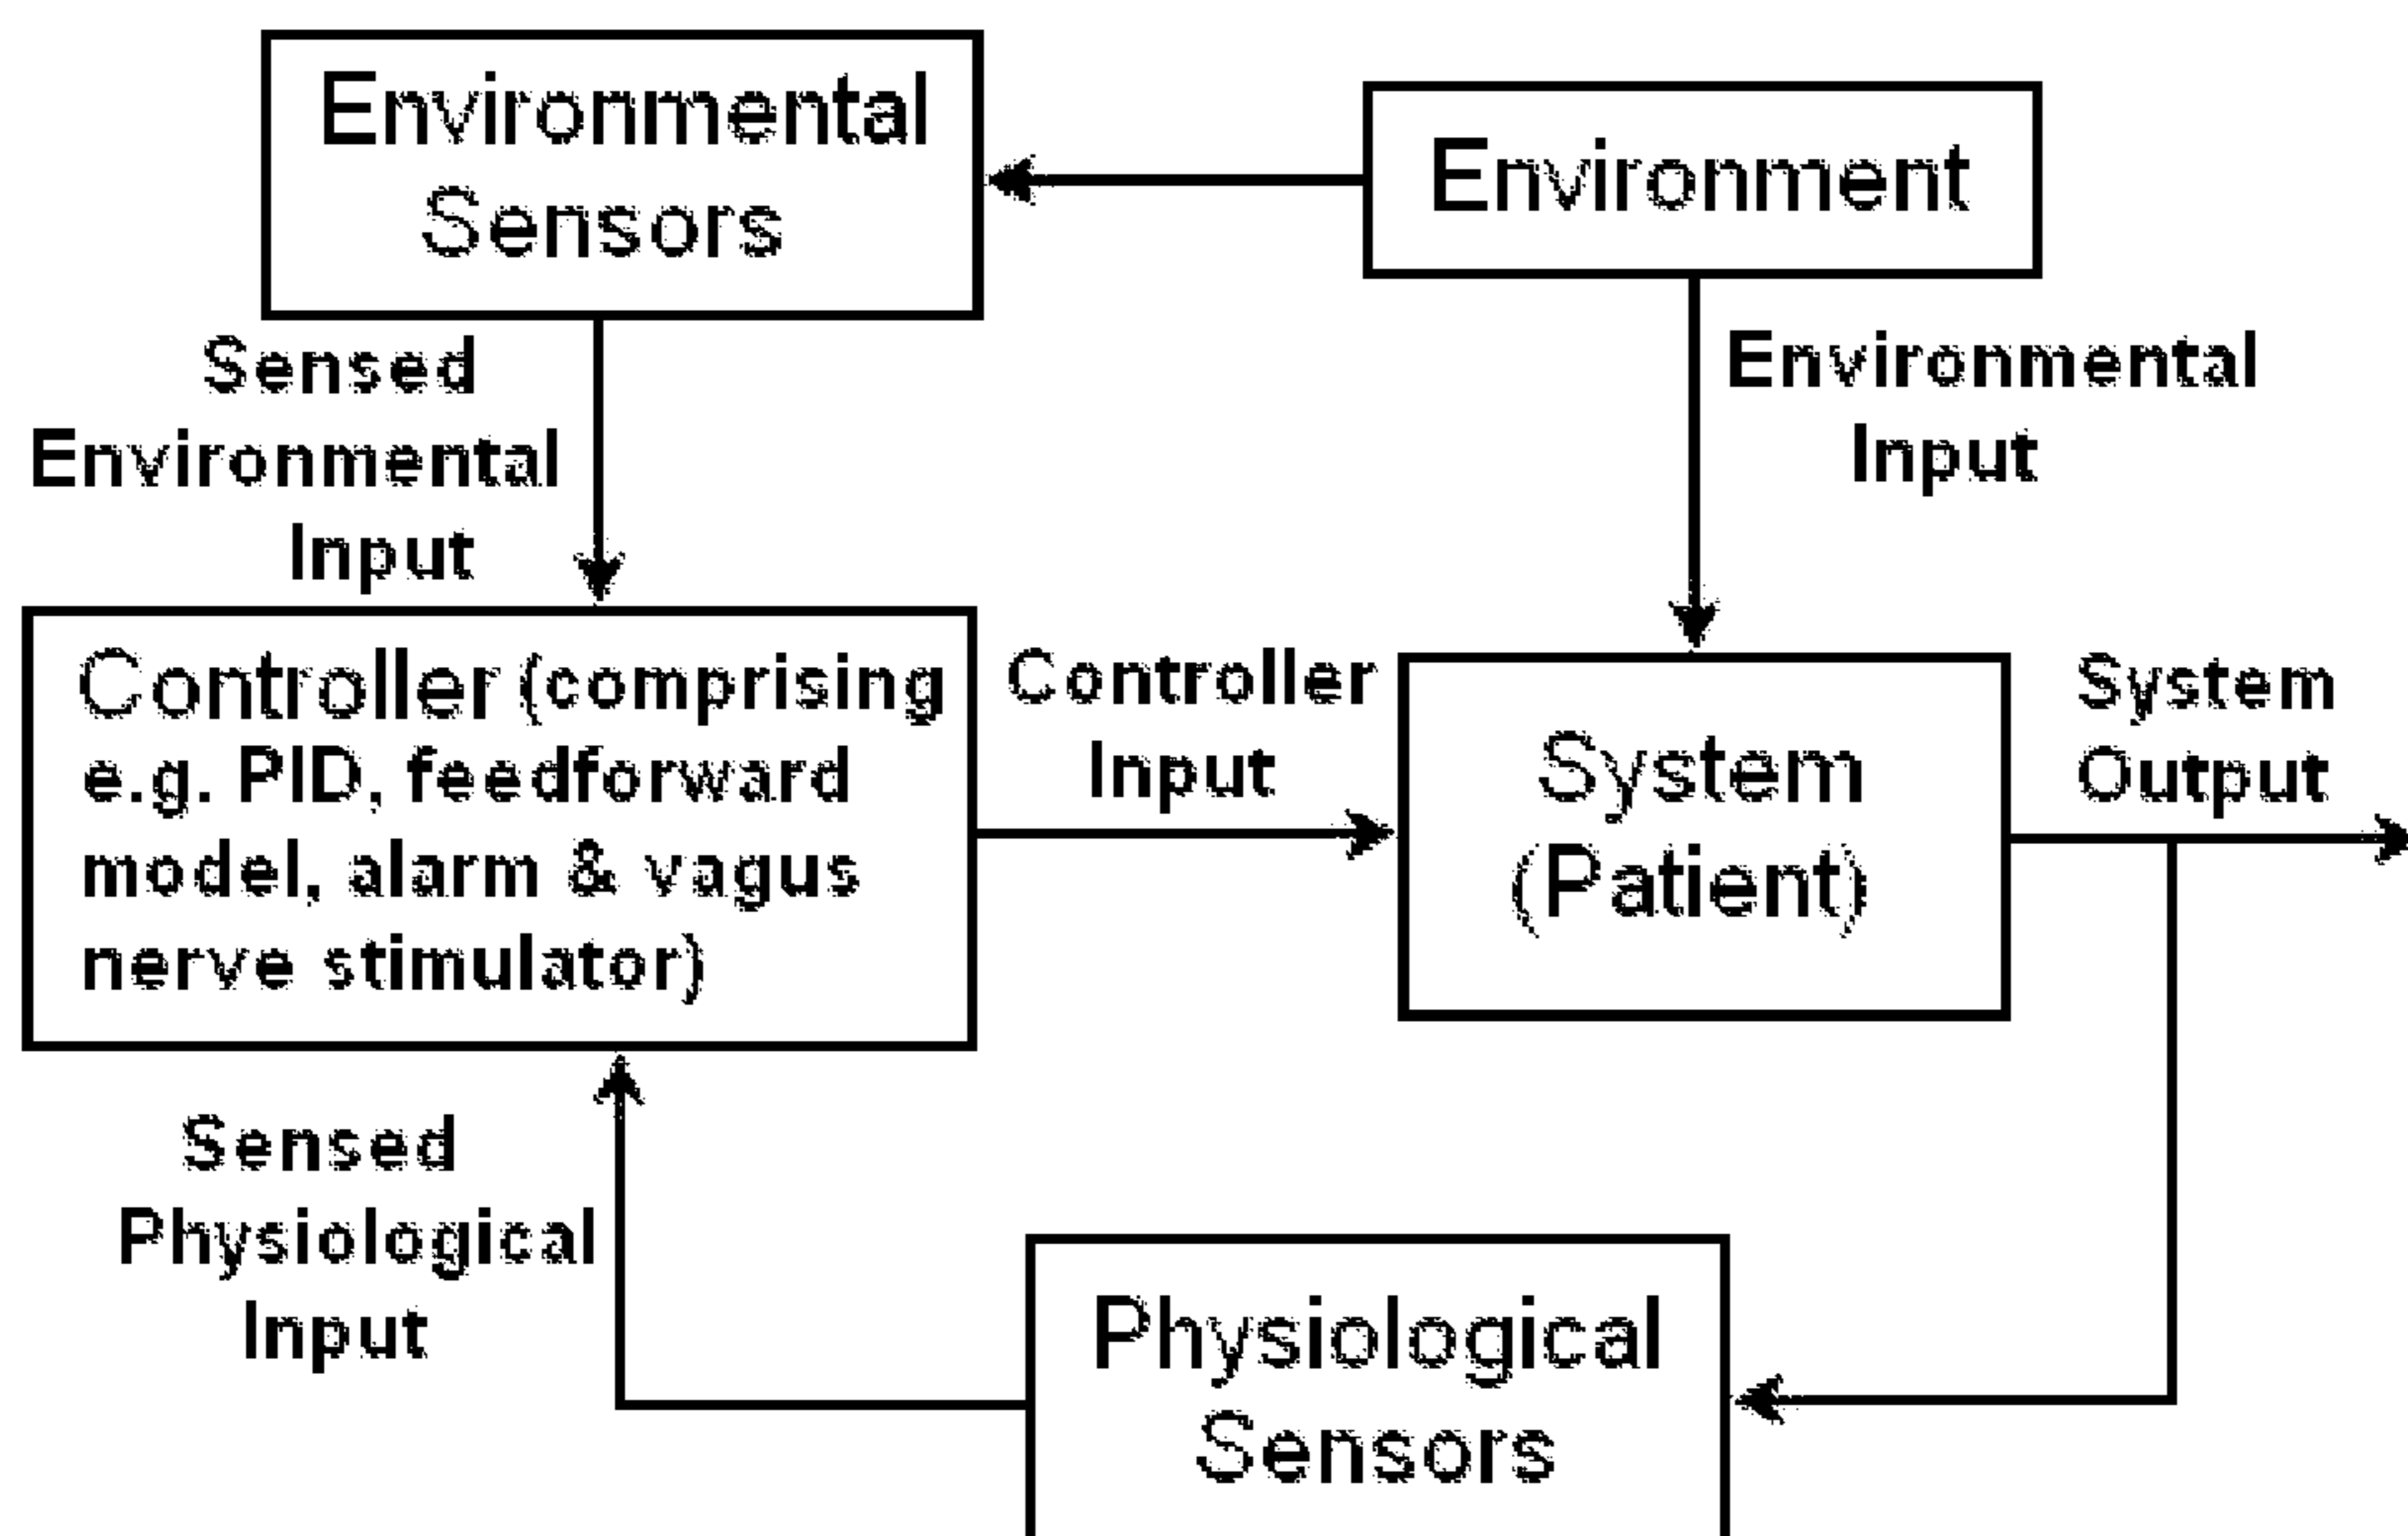 Environmental
Sensors
Environment
Sensed
Environmental
Input
Environmental
Input
Controller (comprising
e.g. PID, feedforward
model, alarm & vagus
nerve stimulator)
Controller
Input
System
(Patient)
System
Output
Sensed
Physiological
Input
Physiological
Sensors